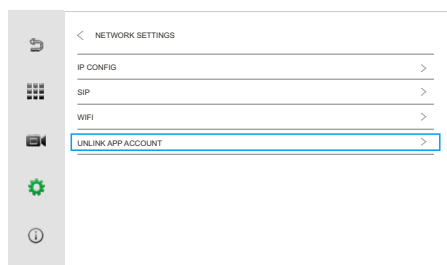 NETWORK SETTINGS
IP CONFIG
SIP
WIFI
UNLINK APP ACCOUNT